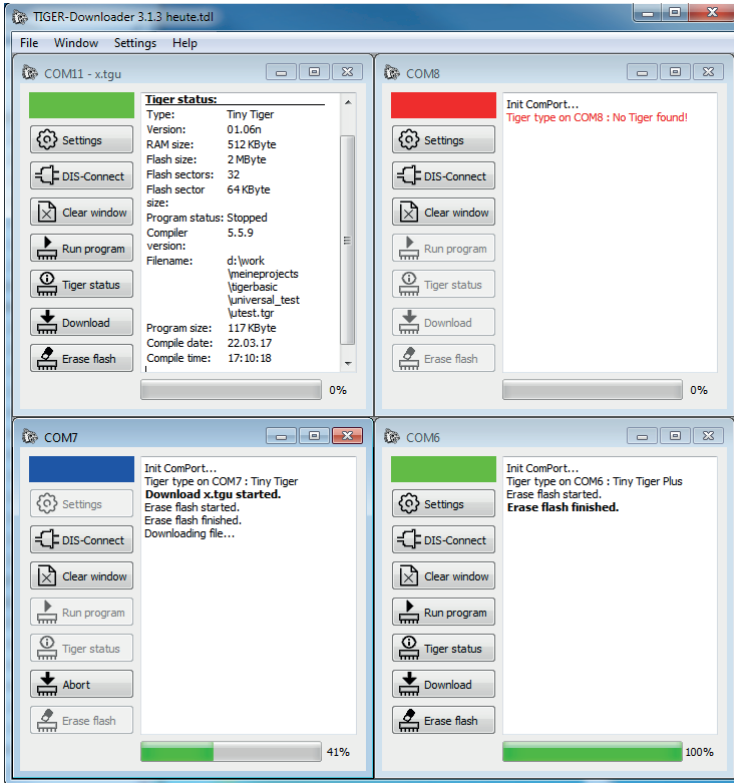 TIGER-Downloader 3.1.3 heute.tdl
File Window Settings Help
COM11 - x.tgu
Settings
DIS-Connect
Clear window
Run program
Tiger status
Download
Erase flash
Tiger status:
Type: Tiny Tiger
Version: 01.06n
RAM size: 512 KByte
Flash size: 2 MByte
Flash sectors: 32
Flash sector 64 KByte
size:
Program status: Stopped
Compiler 5.5.9
version:
Filename: d:\work
\meineprojects
\tigerbasic
\universal_test
\utest.tgr
Program size: 117 KByte
Compile date: 22.03.17
Compile time: 17:10:18
0%
COM8
Settings
DIS-Connect
Clear window
Run program
Tiger status
Download
Erase flash
Init ComPort...
Tiger type on COM8 : No Tiger found!
0%
COM7
Settings
DIS-Connect
Clear window
Run program
Tiger status
Abort
Erase flash
Init ComPort...
Tiger type on COM7 : Tiny Tiger
Download x.tgu started.
Erase flash started.
Erase flash finished.
Downloading file...
41%
COM6
Settings
DIS-Connect
Clear window
Run program
Tiger status
Download
Erase flash
Init ComPort...
Tiger type on COM6 : Tiny Tiger Plus
Erase flash started.
Erase flash finished.
100%